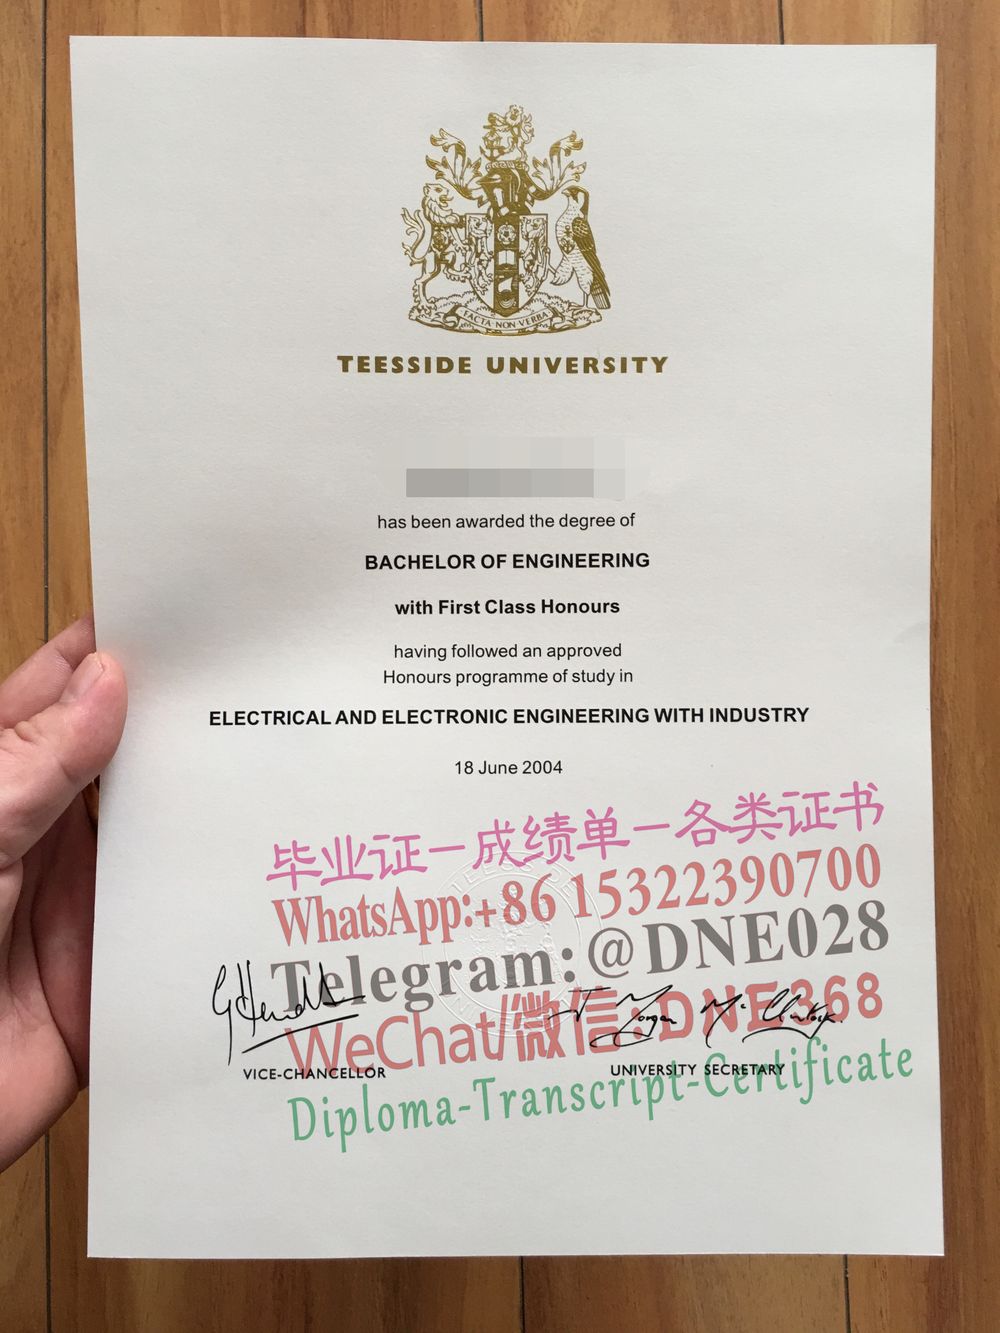 FACTA NON VERBA
TEESSIDE UNIVERSITY
has been awarded the degree of
BACHELOR OF ENGINEERING
with First Class Honours
having followed an approved
Honours programme of study in
ELECTRICAL AND ELECTRONIC ENGINEERING WITH INDUSTRY
18 June 2004
毕业证一成绩单一各类证书
WhatsApp:+86 15322390700
Telegram:@DNE028
WeChat/微信:DNE368
VICE-CHANCELLOR
UNIVERSITY SECRETARY
Diploma-Transcript-Certificate